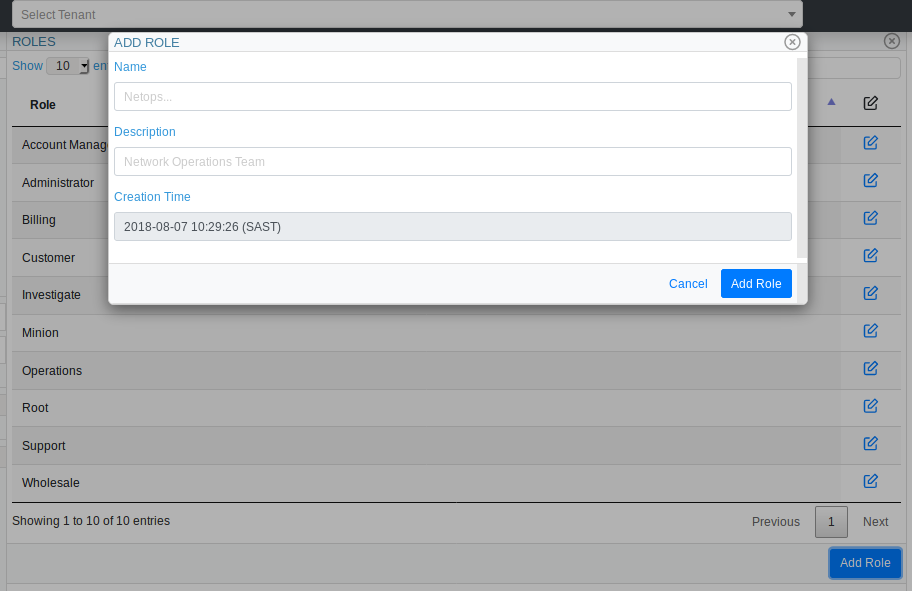 Select Tenant
ROLES
ADD ROLE
Show 10 en
Name
Netops...
Role
Description
Network Operations Team
Creation Time
2018-08-07 10:29:26 (SAST)
Cancel Add Role
Account Manag
Administrator
Billing
Customer
Investigate
Minion
Operations
Root
Support
Wholesale
Showing 1 to 10 of 10 entries
Previous 1 Next
Add Role